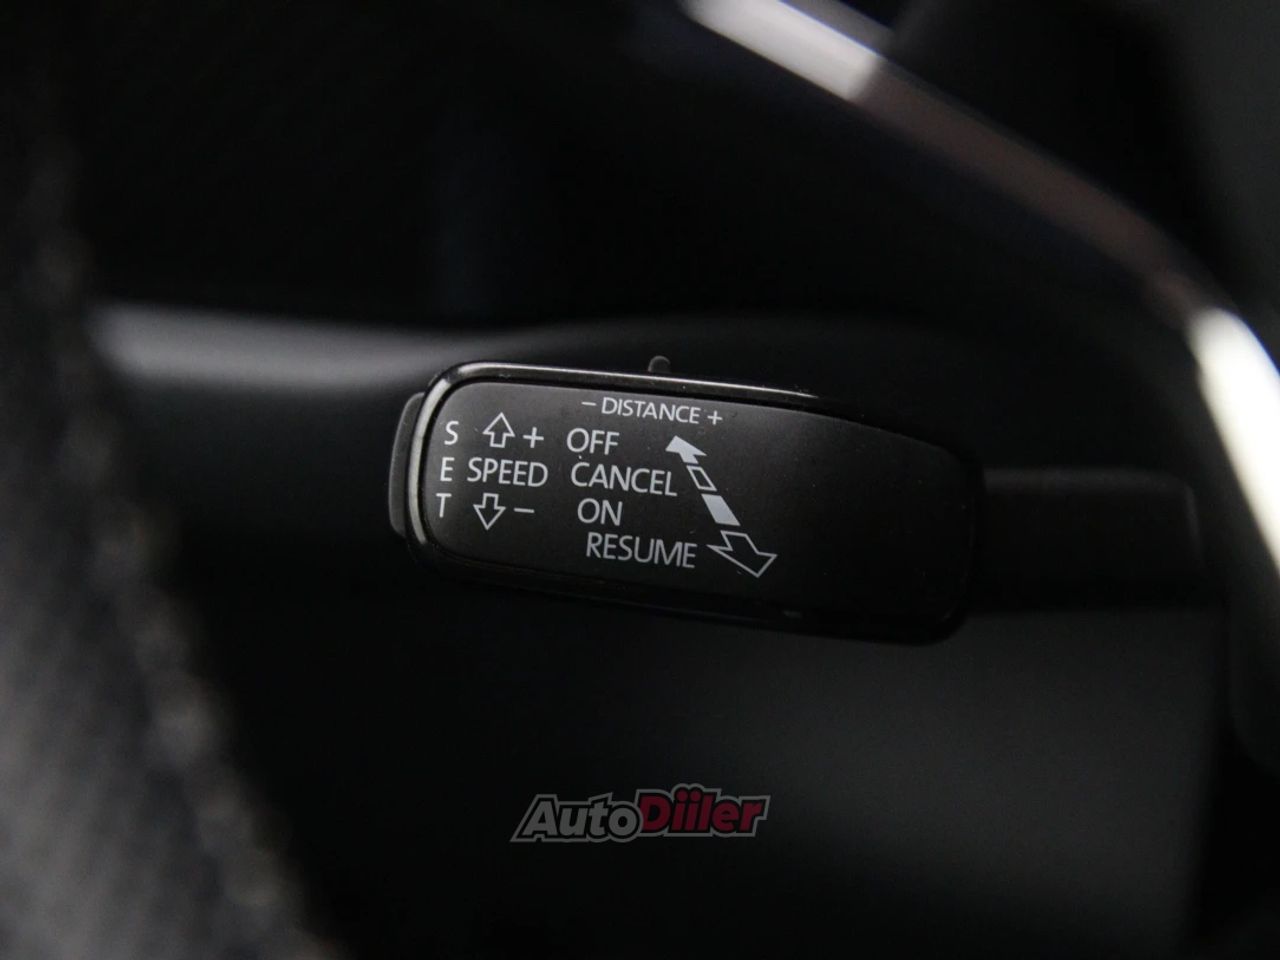 – DISTANCE +
S + OFF
E SPEED CANCEL
T – ON
RESUME
AutoDiiler